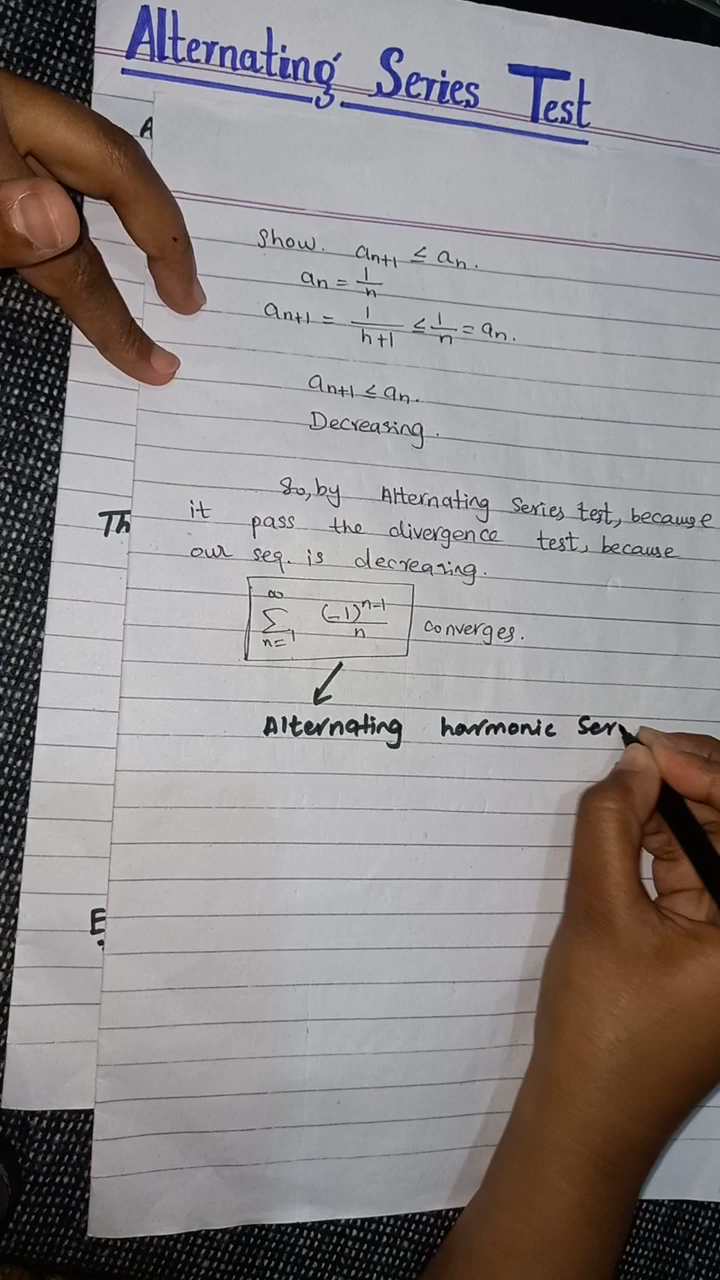 Alternating Series Test
A
Show. aₙ₊₁ ≤ aₙ.
aₙ = 1/n
aₙ₊₁ = 1/(n+1) ≤ 1/n = aₙ.
aₙ₊₁ ≤ aₙ.
Decreasing.
So, by Alternating Series test, because
it pass the divergence test, because
Th
our seq. is decreasing.
∞ Σ n=1 (-1)ⁿ⁻¹/n converges.
Alternating harmonic Ser
E